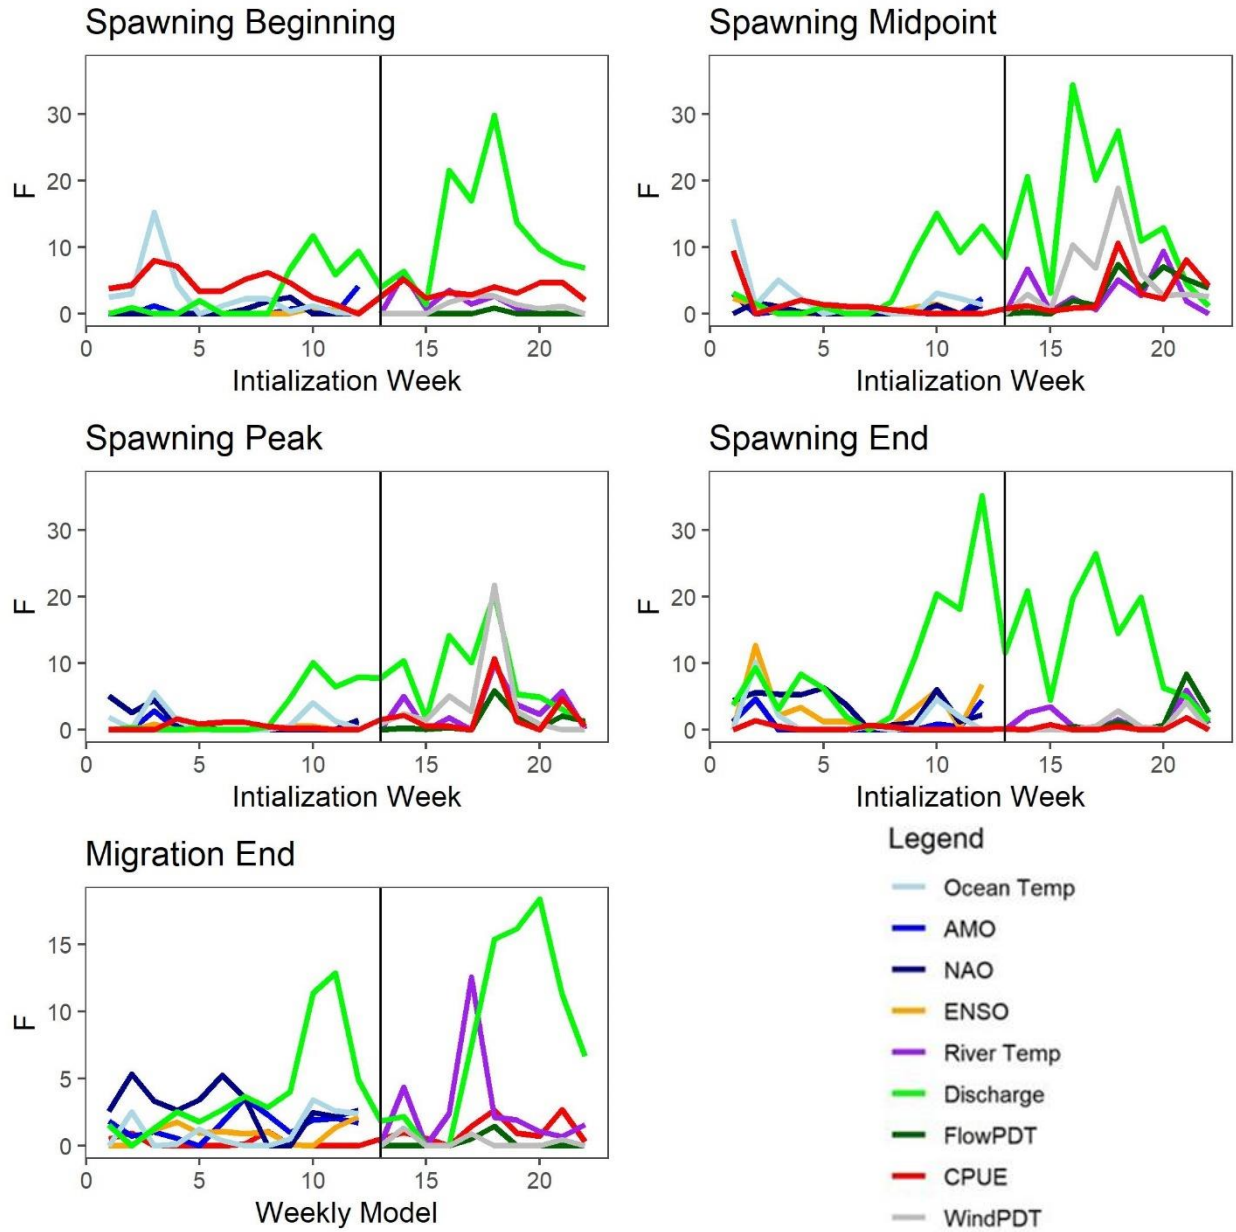 Spawning Beginning
Spawning Midpoint
F
30
20
10
0
0 5 10 15 20
Intialization Week
F
30
20
10
0
0 5 10 15 20
Intialization Week
Spawning Peak
Spawning End
F
30
20
10
0
0 5 10 15 20
Intialization Week
F
30
20
10
0
0 5 10 15 20
Intialization Week
Migration End
F
15
10
5
0
0 5 10 15 20
Weekly Model
Legend
Ocean Temp
AMO
NAO
ENSO
River Temp
Discharge
FlowPDT
CPUE
WindPDT